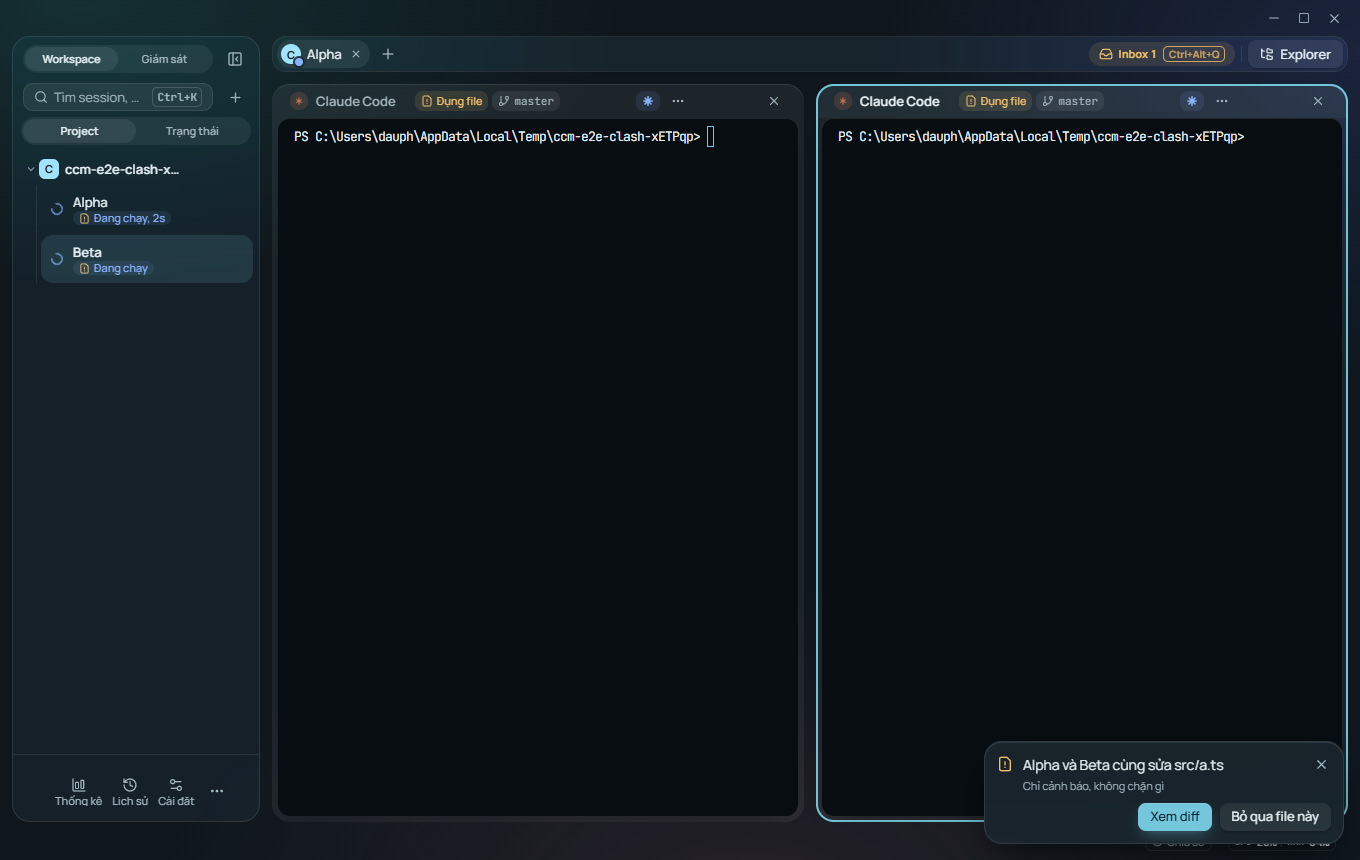 Workspace
Giám sát
Tìm session, ...
Ctrl+K
Project
Trạng thái
C
ccm-e2e-clash-x...
Alpha
Đang chạy, 2s
Beta
Đang chạy
Thống kê
Lịch sử
Cài đặt
C
Alpha
Inbox 1
Ctrl+Alt+Q
Explorer
Claude Code
Đụng file
master
PS C:\Users\dauph\AppData\Local\Temp\ccm-e2e-clash-xETPqp>
Claude Code
Đụng file
master
PS C:\Users\dauph\AppData\Local\Temp\ccm-e2e-clash-xETPqp>
Alpha và Beta cùng sửa src/a.ts
Chỉ cảnh báo, không chặn gì
Xem diff
Bỏ qua file này